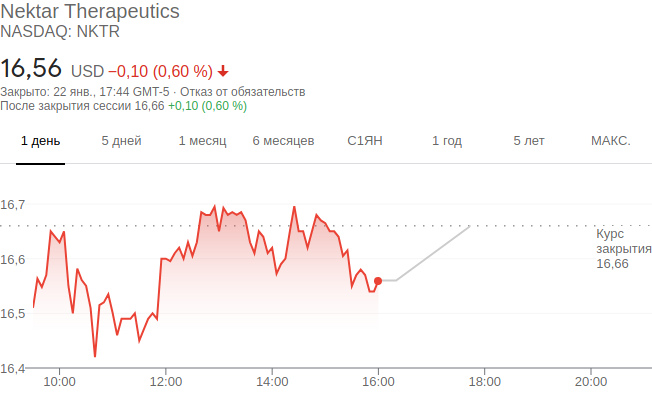 Nektar Therapeutics
NASDAQ: NKTR
16,56 USD −0,10 (0,60 %)
Закрыто: 22 янв., 17:44 GMT-5 · Отказ от обязательств
После закрытия сессии 16,66 +0,10 (0,60 %)
1 день 5 дней 1 месяц 6 месяцев С1ЯН 1 год 5 лет МАКС.
16,7
Курс
закрытия
16,66
16,6
16,5
16,4
10:00 12:00 14:00 16:00 18:00 20:00